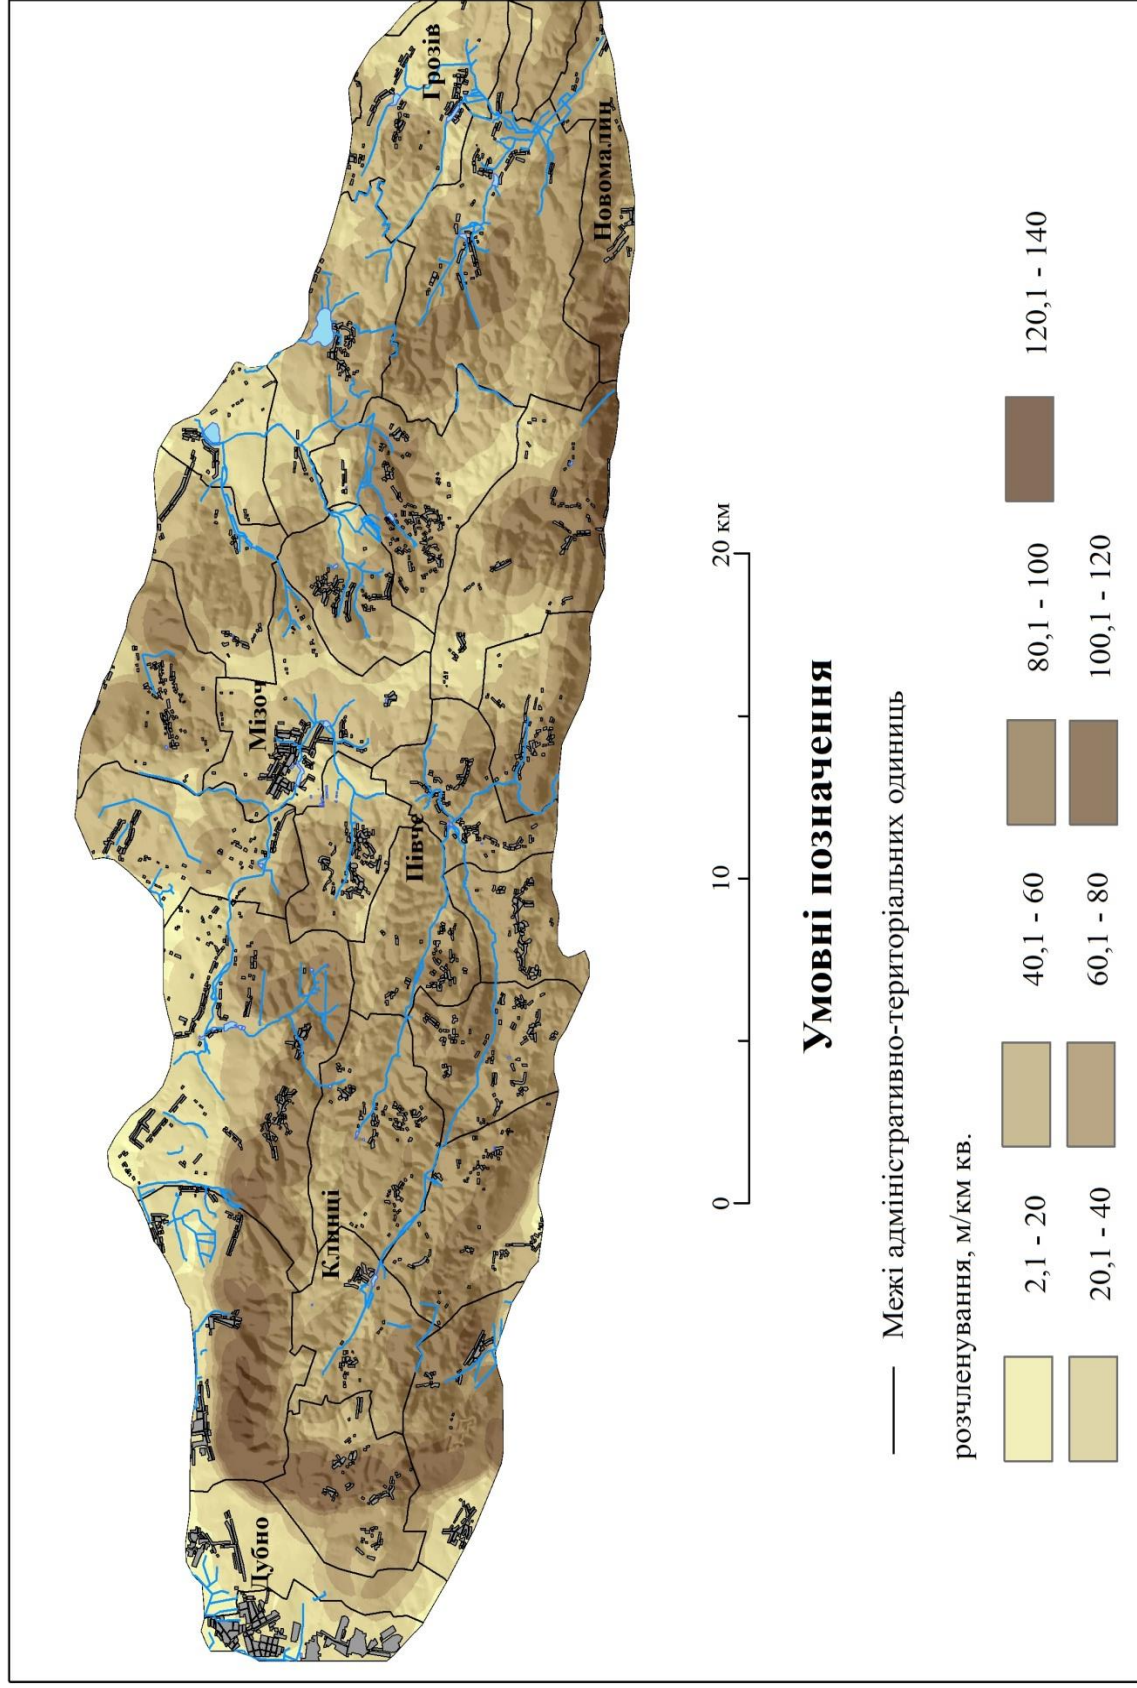 Дубно
Клинці
Мізоч
Півче
Грозів
Новомалин
0
10
20 км
Умовні позначення
Межі адміністративно-територіальних одиниць
розчленування, м/км кв.
2,1 - 20
40,1 - 60
80,1 - 100
120,1 - 140
20,1 - 40
60,1 - 80
100,1 - 120